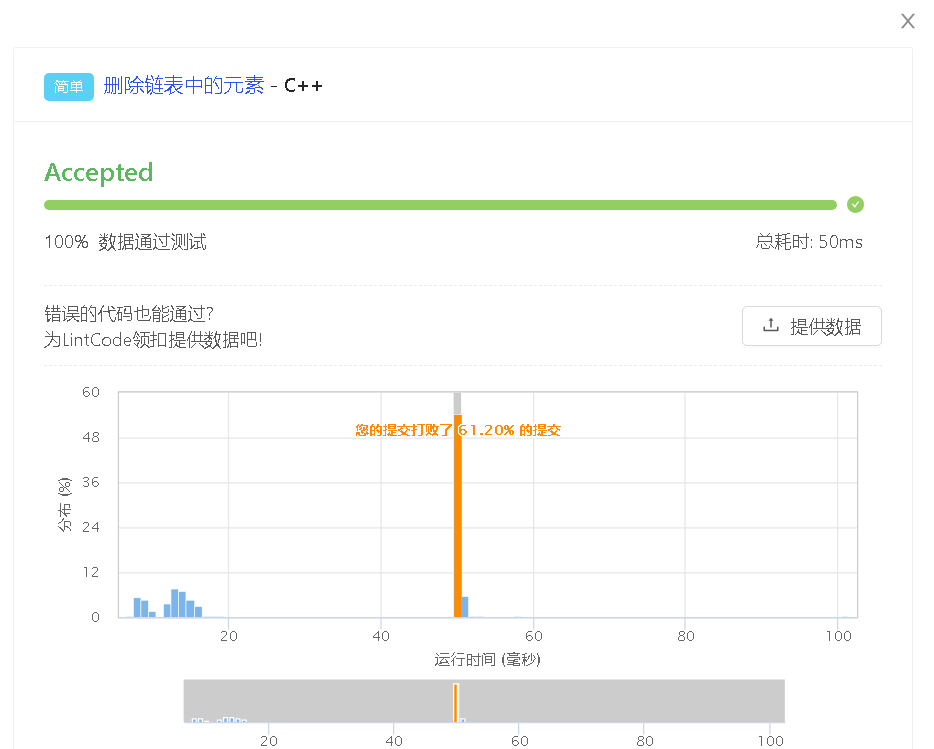 简单 删除链表中的元素 - C++
Accepted
100% 数据通过测试
总耗时: 50ms
错误的代码也能通过?
为LintCode领扣提供数据吧!
提供数据
60
您的提交打败了 61.20% 的提交
48
36
24
12
0
分布 (%)
20 40 60 80 100
运行时间 (毫秒)
20 40 60 80 100